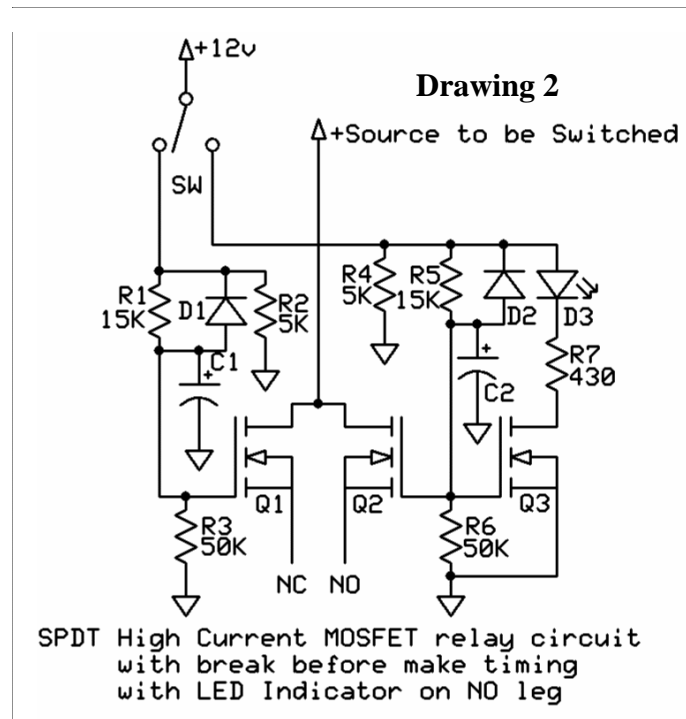 +12v
Drawing 2
+Source to be Switched
SW
R1
15K
D1
R2
5K
R4
5K
R5
15K
D2
D3
C1
+
R7
430
+
C2
Q1
Q2
Q3
R3
50K
R6
50K
NC
NO
SPDT High Current MOSFET relay circuit
with break before make timing
with LED Indicator on NO leg